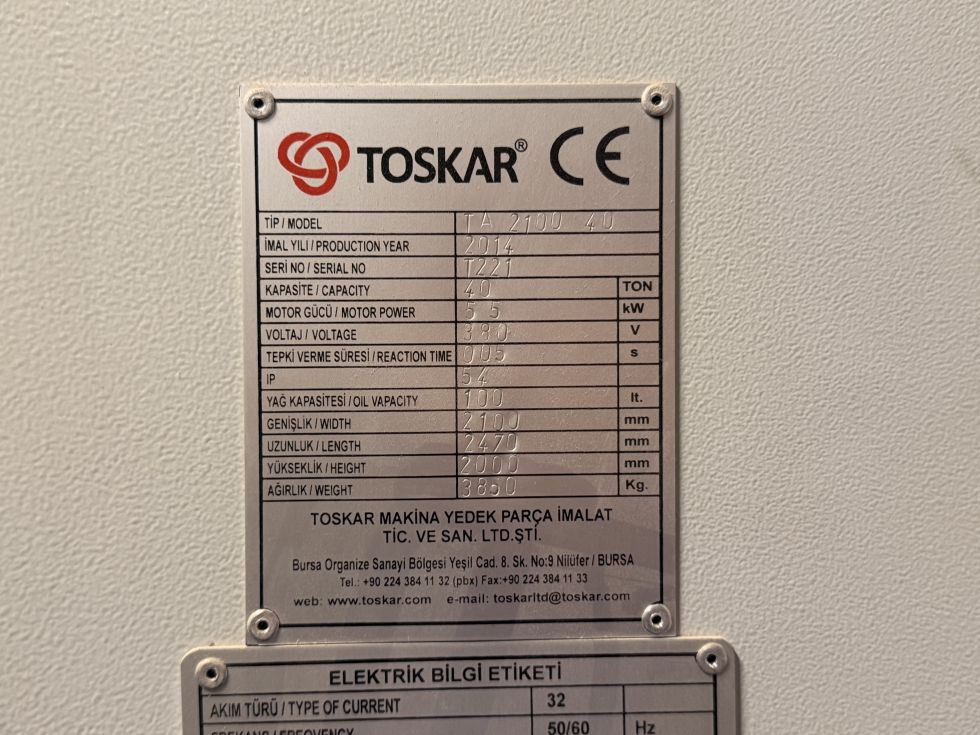 TOSKAR® CE
TİP / MODEL TA 2100 40
İMAL YILI / PRODUCTION YEAR 2014
SERİ NO / SERIAL NO T221
KAPASİTE / CAPACITY 40 TON
MOTOR GÜCÜ / MOTOR POWER 5 5 kW
VOLTAJ / VOLTAGE 380 V
TEPKİ VERME SÜRESİ / REACTION TIME 005 s
IP 54
YAĞ KAPASİTESİ / OIL VAPACITY 100 lt.
GENİŞLİK / WIDTH 2100 mm
UZUNLUK / LENGTH 2470 mm
YÜKSEKLİK / HEIGHT 2000 mm
AĞIRLIK / WEIGHT 3850 Kg.
TOSKAR MAKİNA YEDEK PARÇA İMALAT
TİC. VE SAN. LTD.ŞTİ.
Bursa Organize Sanayi Bölgesi Yeşil Cad. 8. Sk. No:9 Nilüfer / BURSA
Tel.: +90 224 384 11 32 (pbx) Fax:+90 224 384 11 33
web: www.toskar.com e-mail: toskarltd@toskar.com
ELEKTRİK BİLGİ ETİKETİ
AKIM TÜRÜ / TYPE OF CURRENT 32
FREKANS / FREQVENCY 50/60 Hz